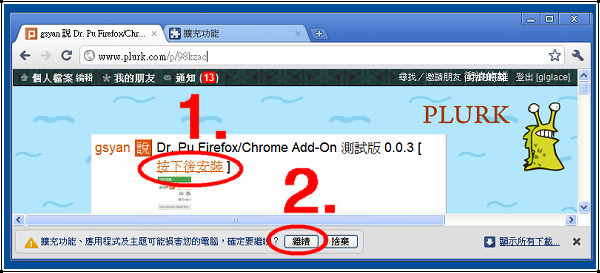 gsyan 說 Dr. Pu Firefox/Chr...
擴充功能
www.plurk.com/p/98kzac
個人檔案 編輯 我的朋友 通知 (13) 尋找／邀請朋友 登出 [glglace]
PLURK
1.
gsyan 說 Dr. Pu Firefox/Chrome Add-On 測試版 0.0.3 [
按下後安裝 ]
2.
擴充功能、應用程式及主題可能損害您的電腦，確定要繼續？ 繼續 捨棄 顯示所有下載...